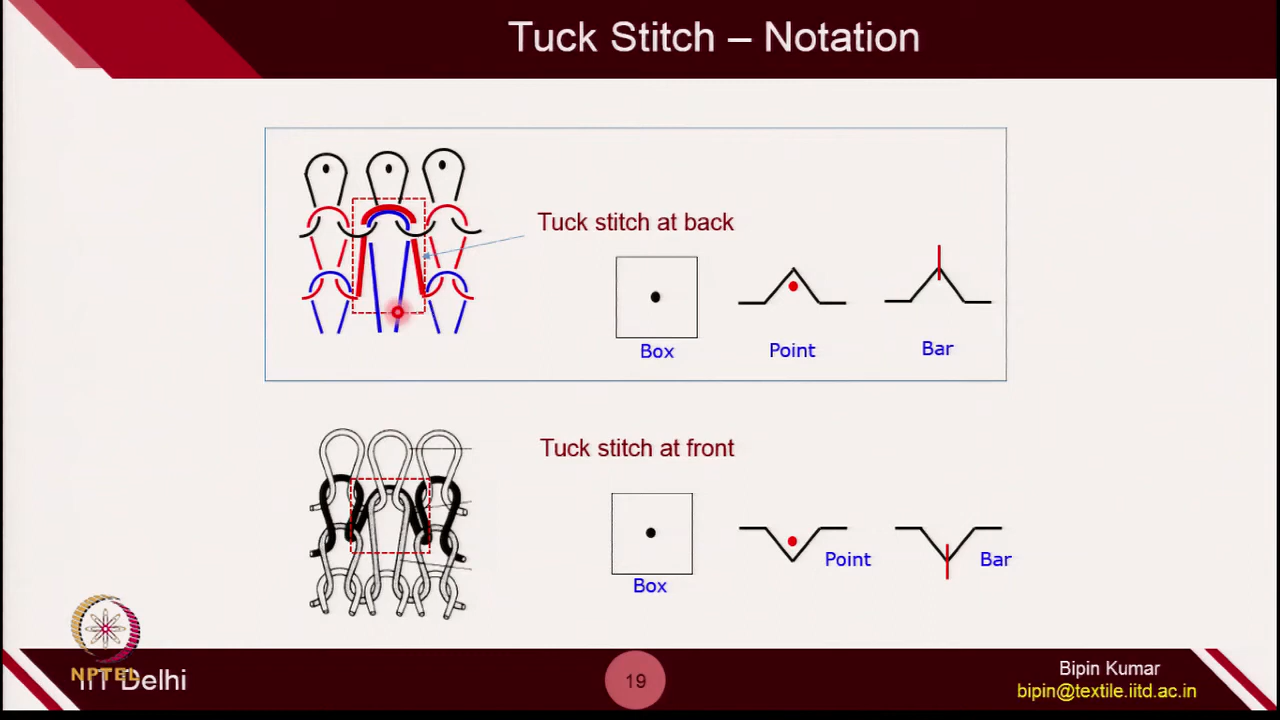 Tuck Stitch – Notation
Tuck stitch at back
Box
Point
Bar
Tuck stitch at front
Box
Point
Bar
NPTEL
IIT Delhi
19
Bipin Kumar
bipin@textile.iitd.ac.in